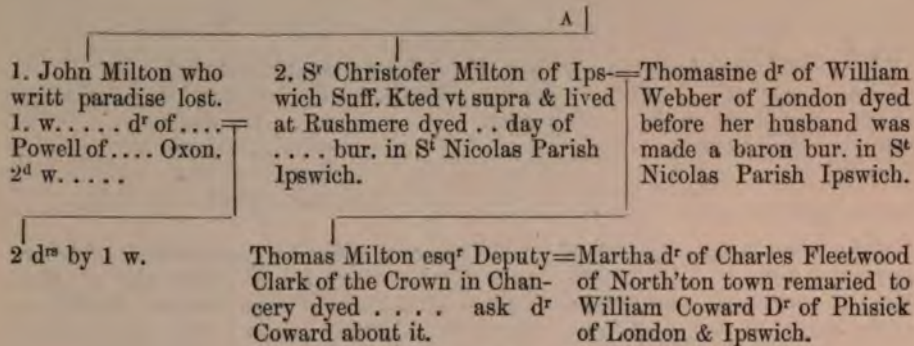 A
1. John Milton who
writt paradise lost.
1. w. . . . . dʳ of . . . .=
Powell of . . . . Oxon.
2ᵈ w. . . . .
2. Sʳ Christofer Milton of Ips-=
wich Suff. Kted vt supra & lived
at Rushmere dyed . . day of
. . . . bur. in Sᵗ Nicolas Parish
Ipswich.
Thomasine dʳ of William
Webber of London dyed
before her husband was
made a baron bur. in Sᵗ
Nicolas Parish Ipswich.
2 dʳˢ by 1 w.
Thomas Milton esqʳ Deputy=
Clark of the Crown in Chan-
cery dyed . . . . ask dʳ
Coward about it.
Martha dʳ of Charles Fleetwood
of North'ton town remaried to
William Coward Dʳ of Phisick
of London & Ipswich.